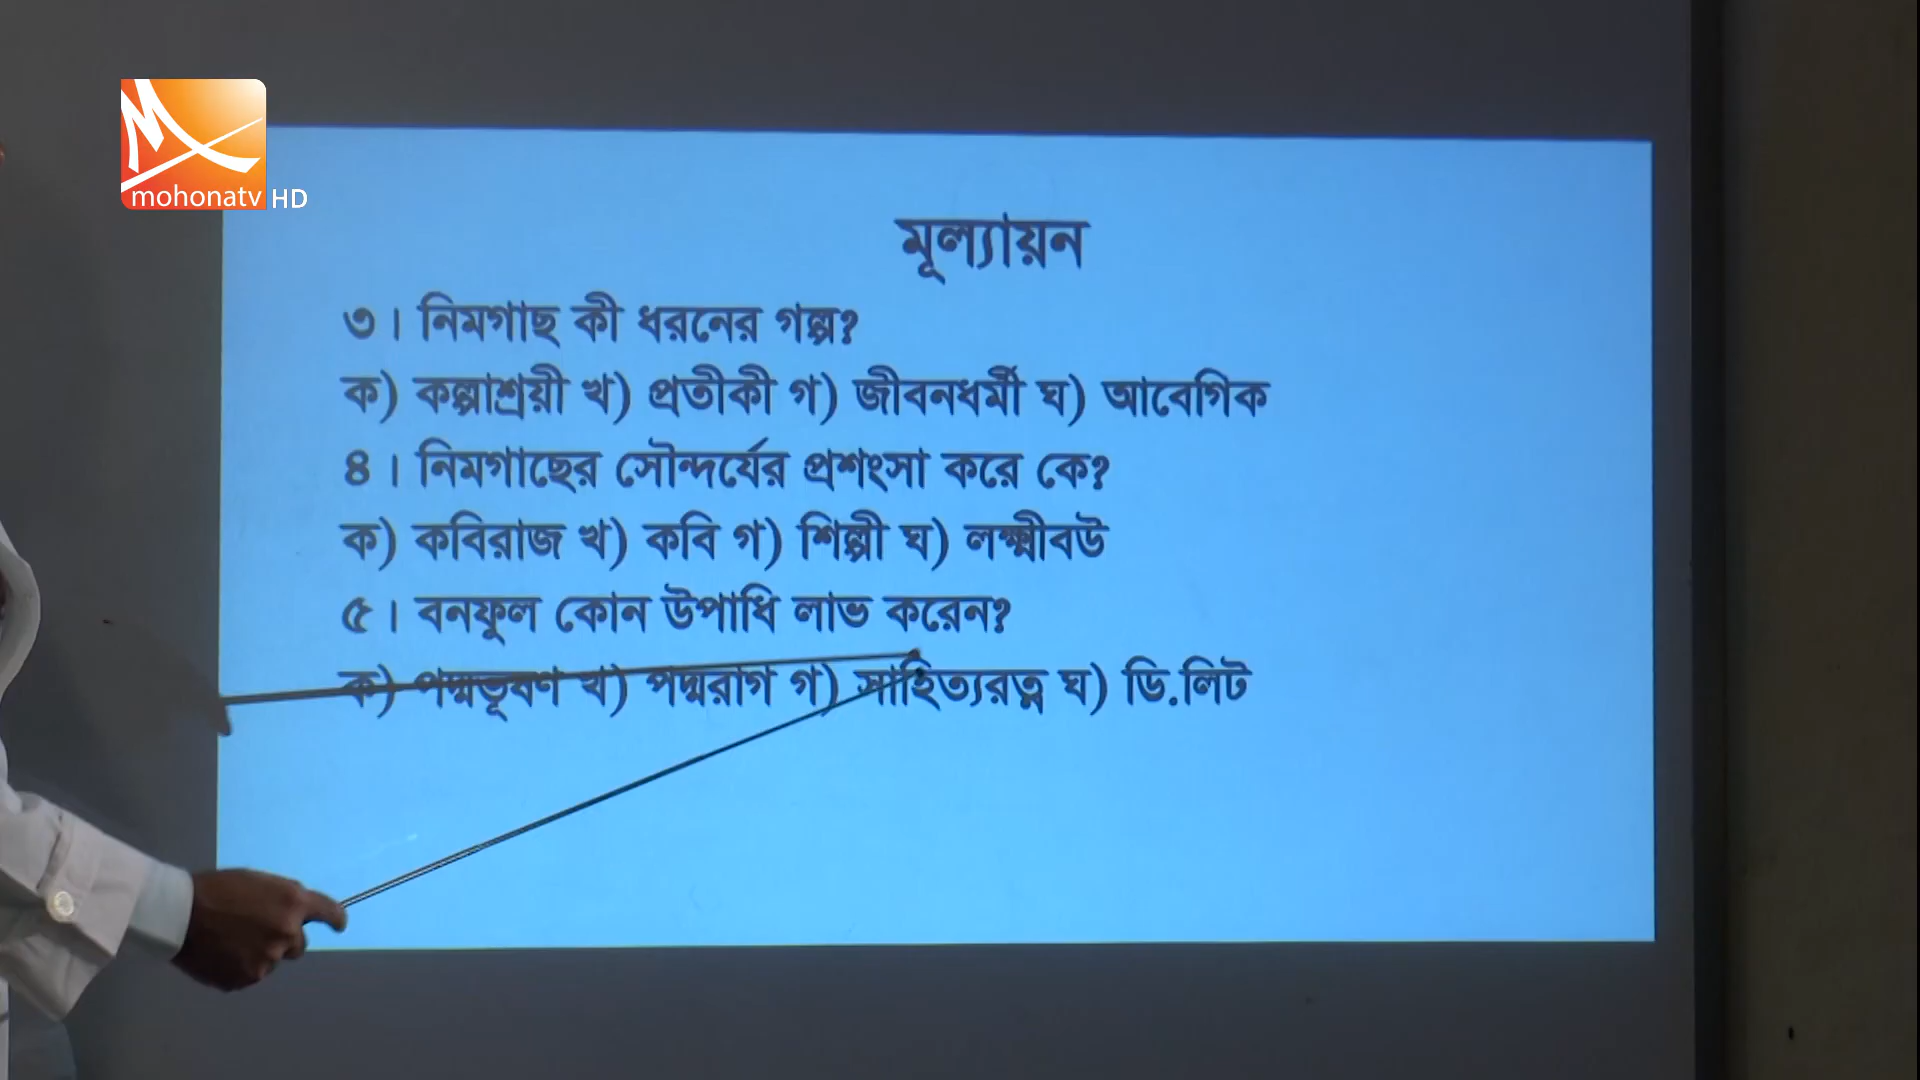 mohonatv HD
মূল্যায়ন
৩। নিমগাছ কী ধরনের গল্প?
ক) কল্পাশ্রয়ী খ) প্রতীকী গ) জীবনধর্মী ঘ) আবেগিক
৪। নিমগাছের সৌন্দর্যের প্রশংসা করে কে?
ক) কবিরাজ খ) কবি গ) শিল্পী ঘ) লক্ষ্মীবউ
৫। বনফুল কোন উপাধি লাভ করেন?
ক) পদ্মভূষণ খ) পদ্মরাগ গ) সাহিত্যরত্ন ঘ) ডি.লিট